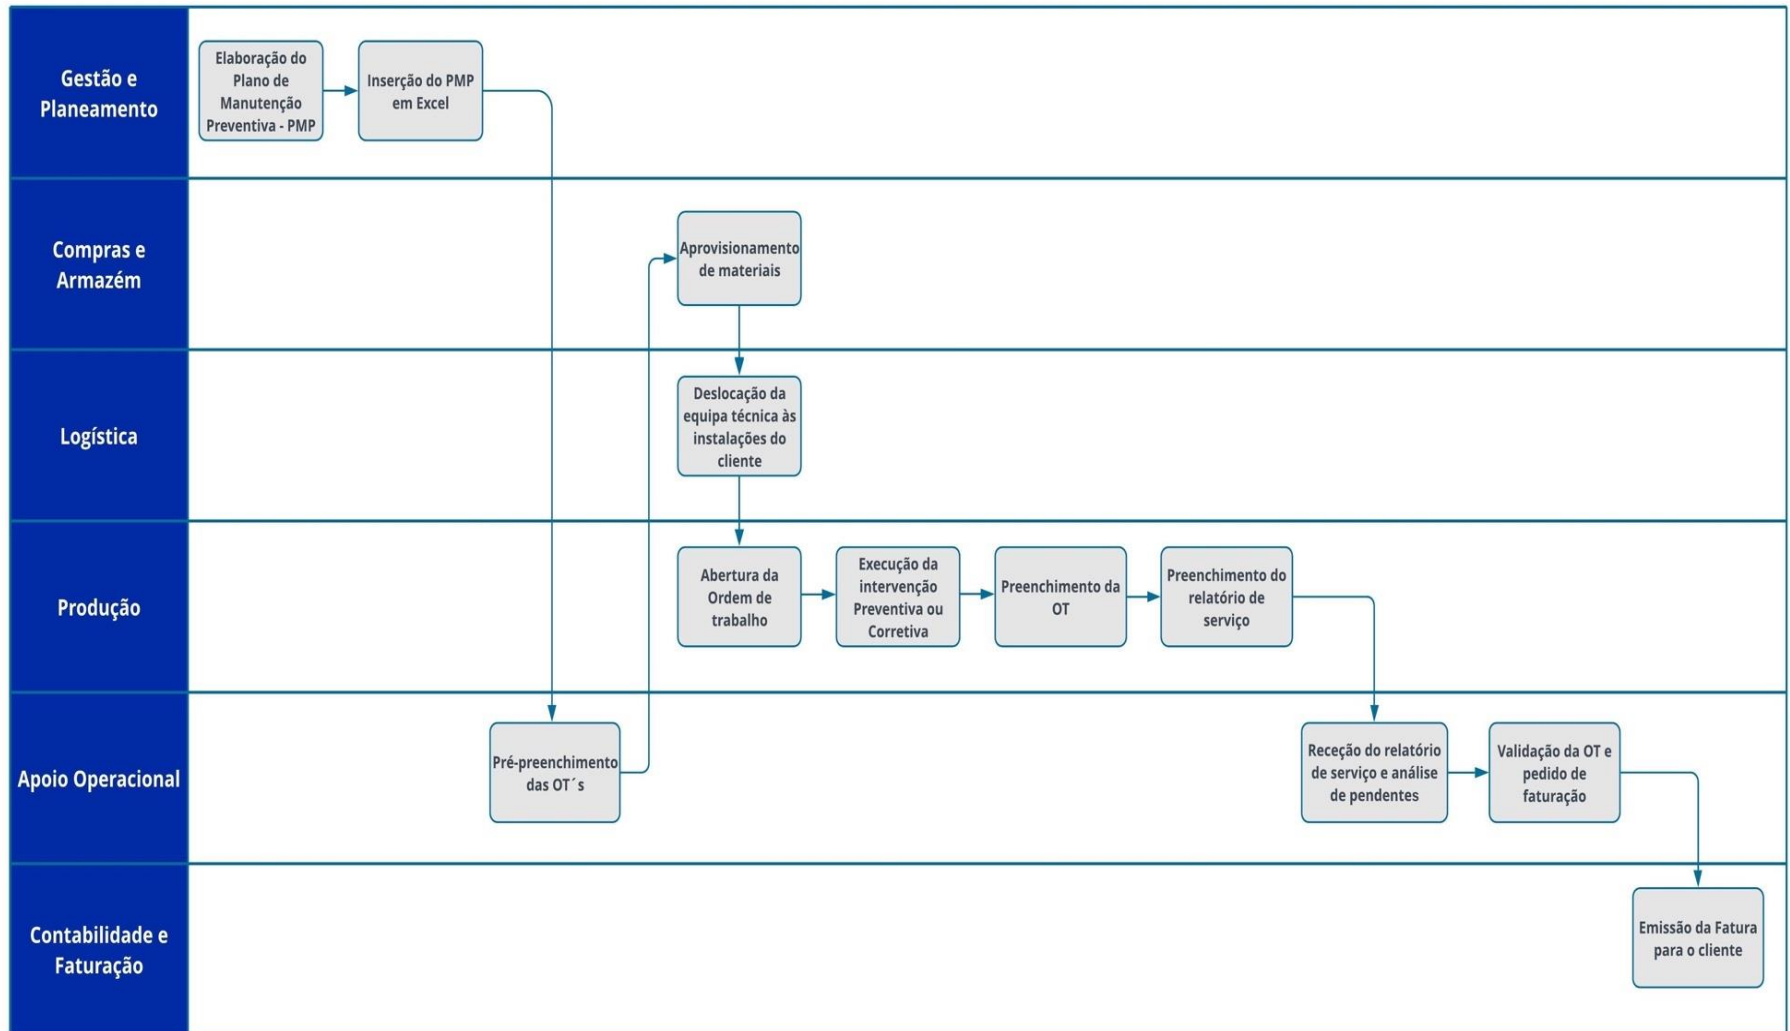 Gestão e
Planeamento
Elaboração do
Plano de
Manutenção
Preventiva - PMP
Inserção do PMP
em Excel
Compras e
Armazém
Aprovisionamento
de materiais
Logística
Deslocação da
equipa técnica às
instalações do
cliente
Produção
Abertura da
Ordem de
trabalho
Execução da
intervenção
Preventiva ou
Corretiva
Preenchimento da
OT
Preenchimento do
relatório de
serviço
Apoio Operacional
Pré-preenchimento
das OT´s
Receção do relatório
de serviço e análise
de pendentes
Validação da OT e
pedido de
faturação
Contabilidade e
Faturação
Emissão da Fatura
para o cliente